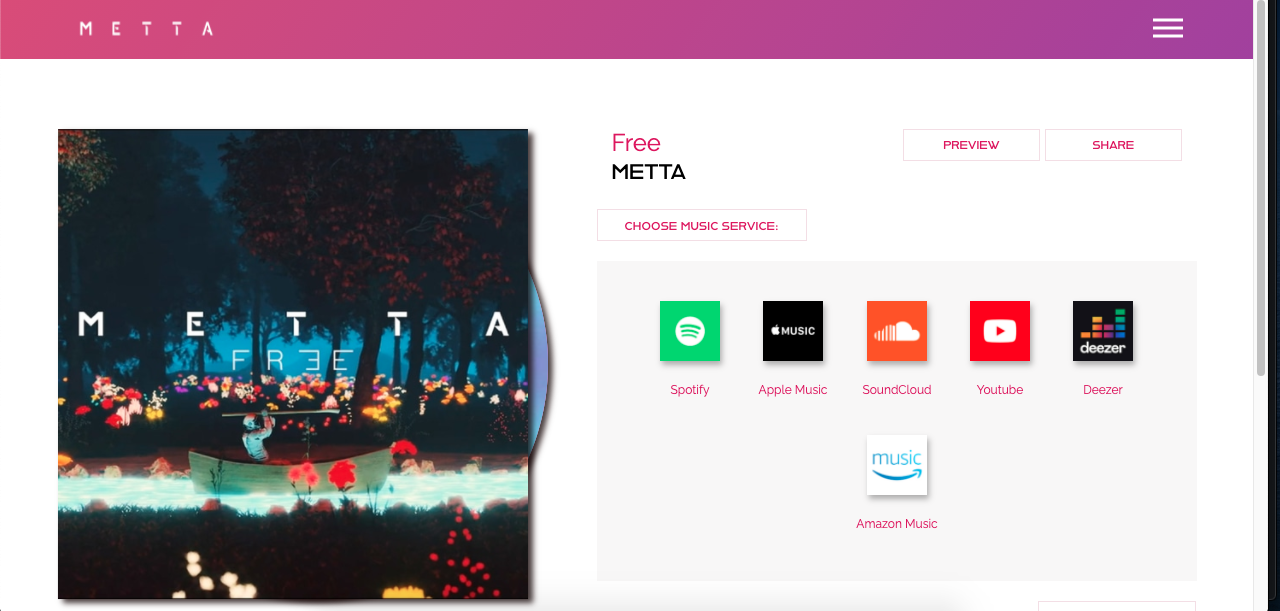 METTA
METTA
FRƎE
Free
METTA
PREVIEW
SHARE
CHOOSE MUSIC SERVICE:
MUSIC
deezer
Spotify
Apple Music
SoundCloud
Youtube
Deezer
music
Amazon Music